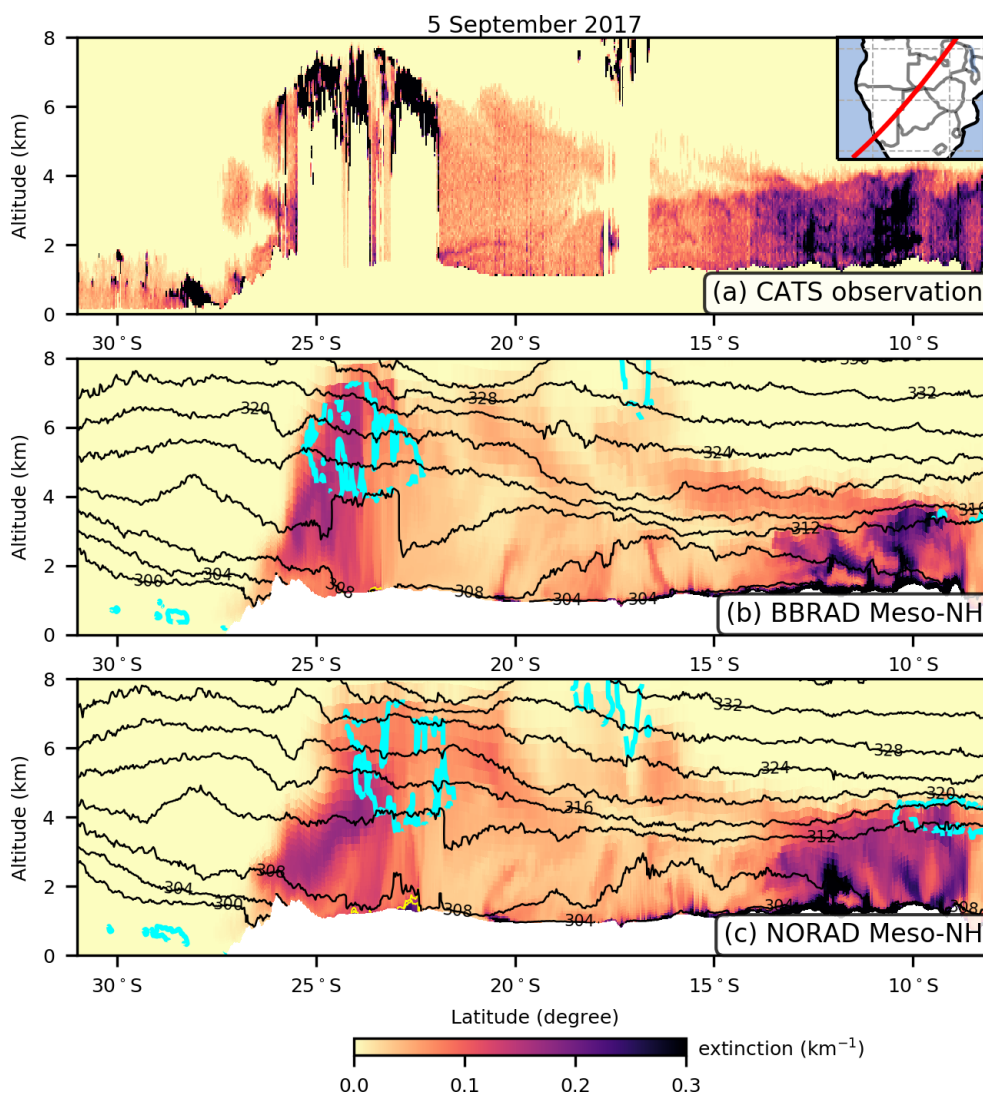 5 September 2017
8
6
4
2
0
Altitude (km)
(a) CATS observation
30°S
25°S
20°S
15°S
10°S
8
6
4
2
0
Altitude (km)
320
328
332
324
316
312
300
304
308
308
304
304
(b) BBRAD Meso-NH
30°S
25°S
20°S
15°S
10°S
8
6
4
2
0
Altitude (km)
332
328
324
320
316
312
308
304
300
308
304
304
308
(c) NORAD Meso-NH
30°S
25°S
20°S
15°S
10°S
Latitude (degree)
extinction (km⁻¹)
0.0
0.1
0.2
0.3